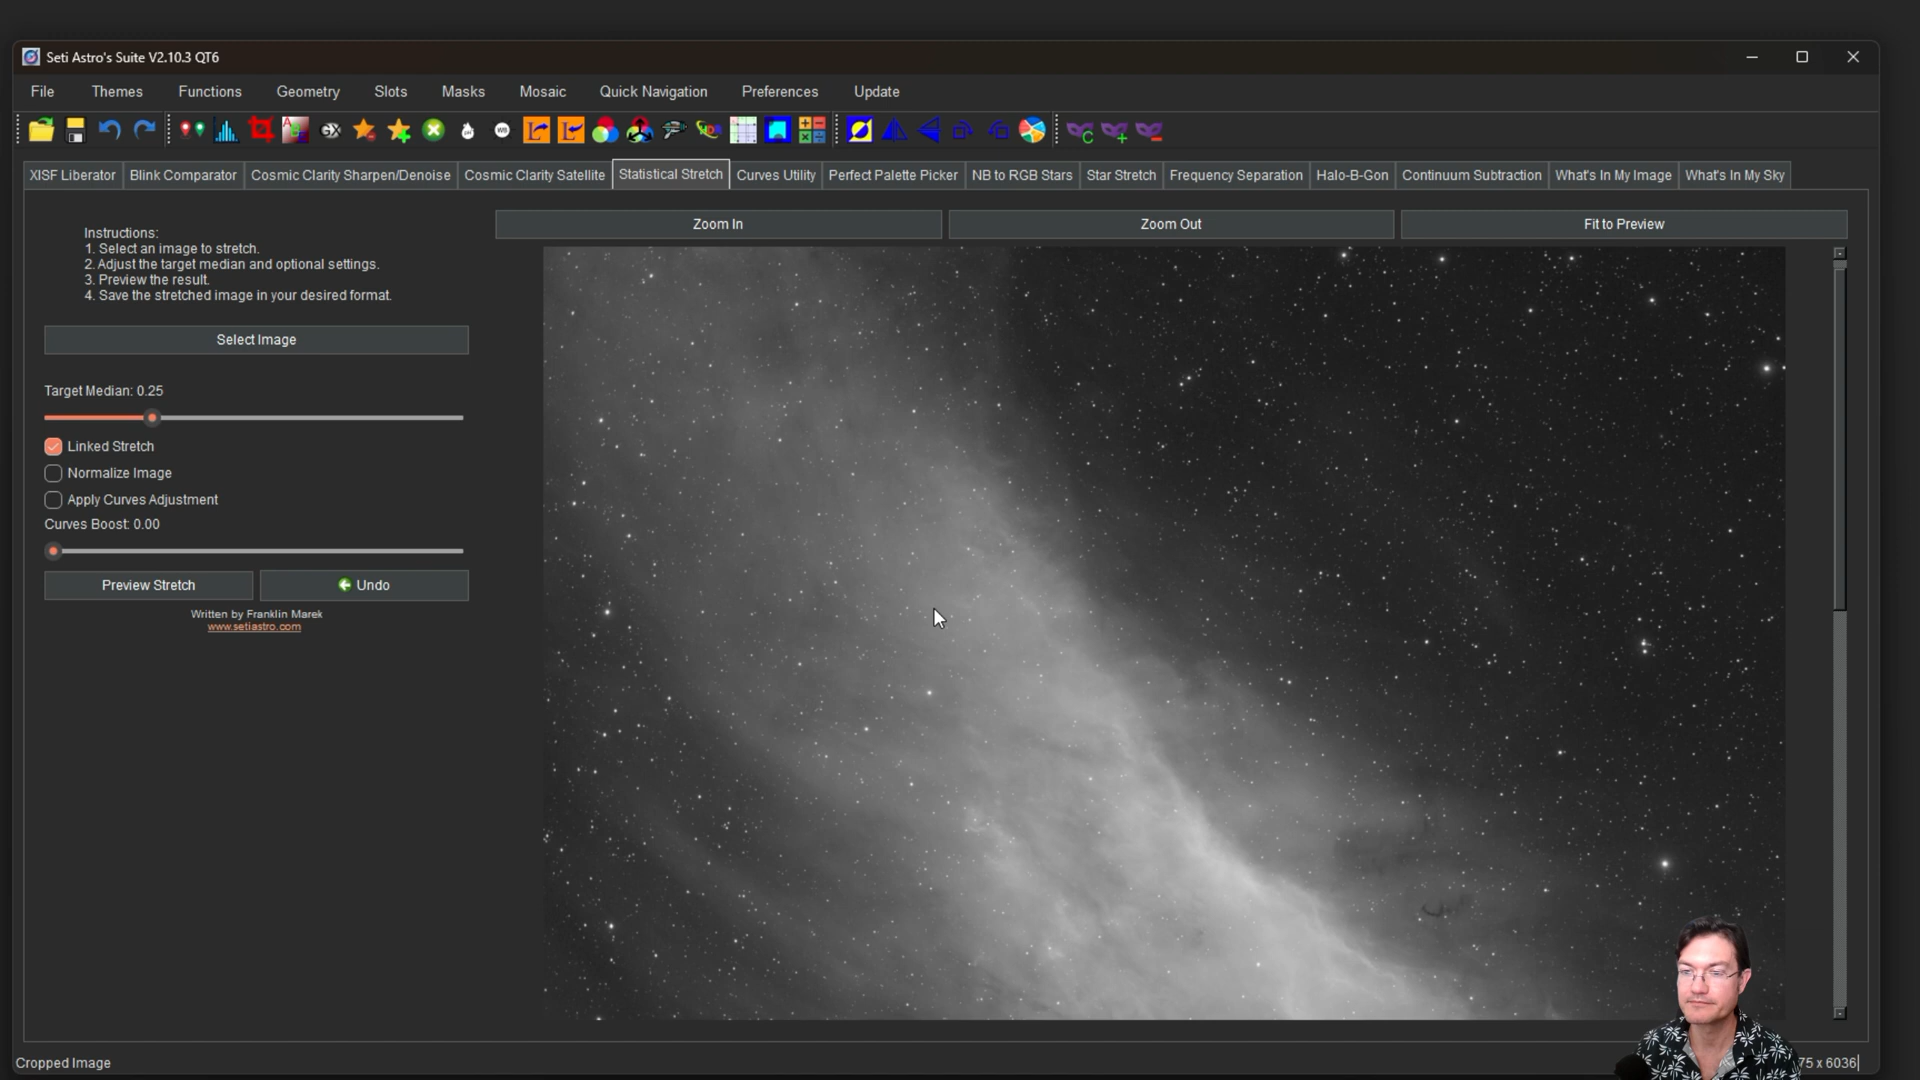 Seti Astro's Suite V2.10.3 QT6
File Themes Functions Geometry Slots Masks Mosaic Quick Navigation Preferences Update
XISF Liberator Blink Comparator Cosmic Clarity Sharpen/Denoise Cosmic Clarity Satellite Statistical Stretch Curves Utility Perfect Palette Picker NB to RGB Stars Star Stretch Frequency Separation Halo-B-Gon Continuum Subtraction What's In My Image What's In My Sky
Zoom In Zoom Out Fit to Preview
Instructions:
1. Select an image to stretch.
2. Adjust the target median and optional settings.
3. Preview the result.
4. Save the stretched image in your desired format.
Select Image
Target Median: 0.25
Linked Stretch
Normalize Image
Apply Curves Adjustment
Curves Boost: 0.00
Preview Stretch Undo
Written by Franklin Marek
www.setiastro.com
Cropped Image
75 x 6036